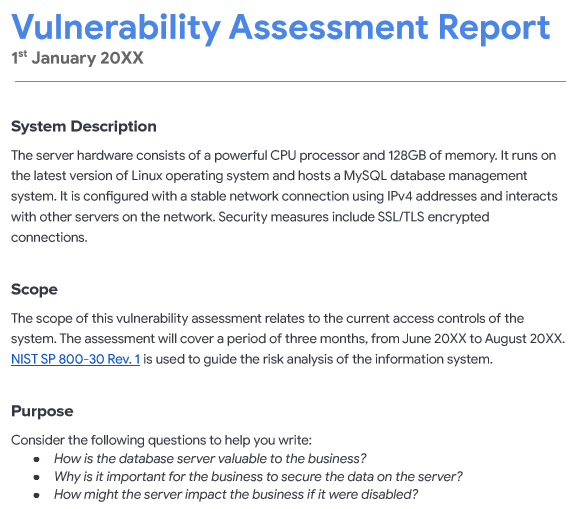 Vulnerability Assessment Report
1st January 20XX
System Description
The server hardware consists of a powerful CPU processor and 128GB of memory. It runs on
the latest version of Linux operating system and hosts a MySQL database management
system. It is configured with a stable network connection using IPv4 addresses and interacts
with other servers on the network. Security measures include SSL/TLS encrypted
connections.
Scope
The scope of this vulnerability assessment relates to the current access controls of the
system. The assessment will cover a period of three months, from June 20XX to August 20XX.
NIST SP 800-30 Rev. 1 is used to guide the risk analysis of the information system.
Purpose
Consider the following questions to help you write:
● How is the database server valuable to the business?
● Why is it important for the business to secure the data on the server?
● How might the server impact the business if it were disabled?